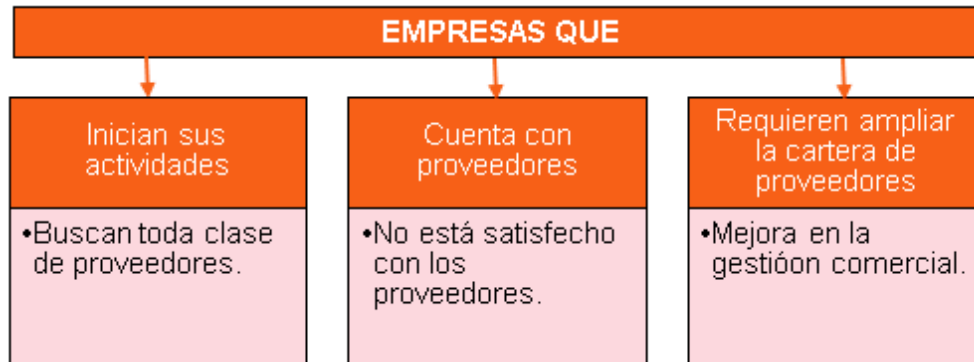 EMPRESAS QUE
Inician sus
actividades
•Buscan toda clase
de proveedores.
Cuenta con
proveedores
•No está satisfecho
con los
proveedores.
Requieren ampliar
la cartera de
proveedores
•Mejora en la
gestióon comercial.